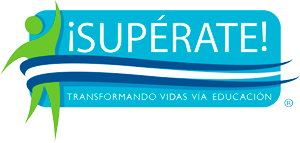 ¡SUPÉRATE!
TRANSFORMANDO VIDAS VIA EDUCACIÓN
®